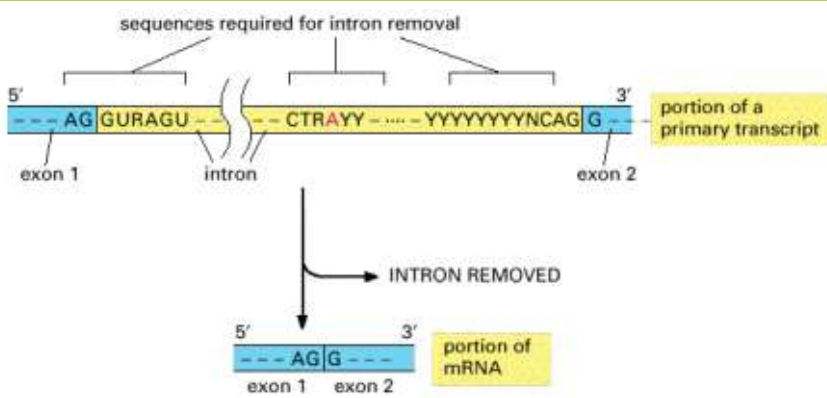 sequences required for intron removal
5′ 3′
- - - AG GURAGU - - - - CTRAYY - ···· - YYYYYYYYNCAG G - - -
portion of a
primary transcript
exon 1 intron exon 2
INTRON REMOVED
5′ 3′
- - - AG G - - -
portion of
mRNA
exon 1 exon 2